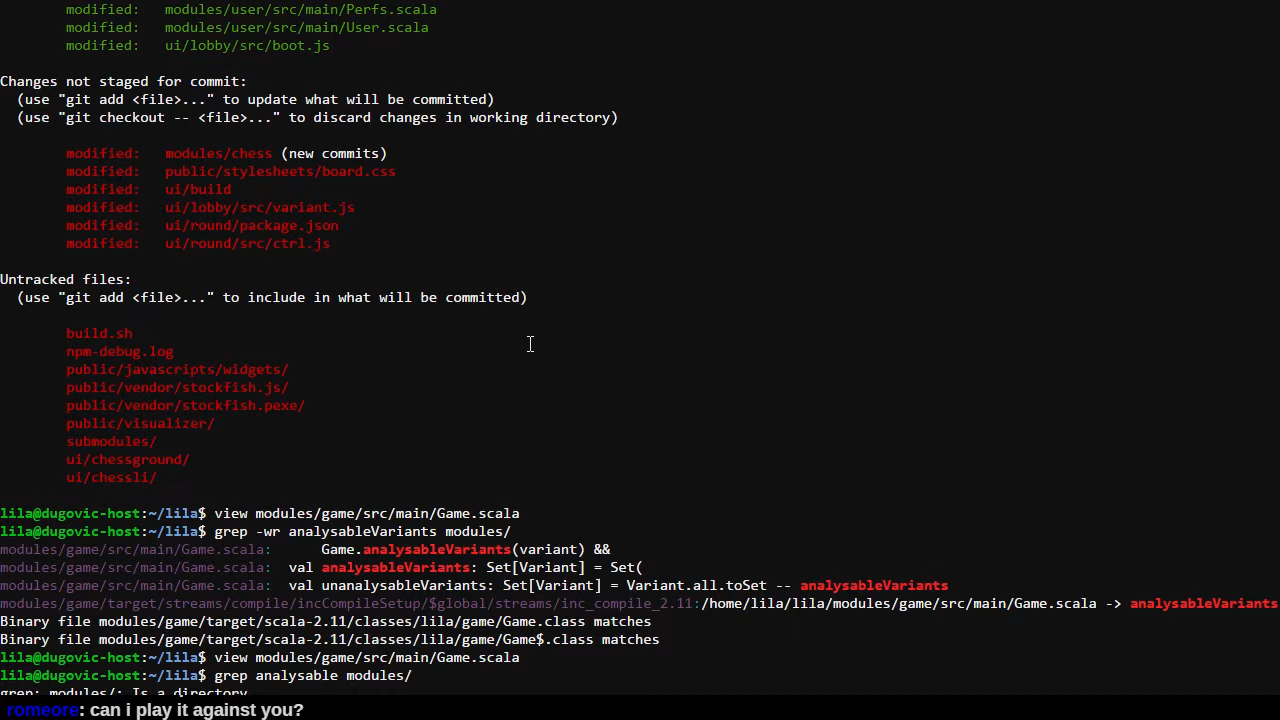 modified:   modules/user/src/main/Perfs.scala
modified:   modules/user/src/main/User.scala
modified:   ui/lobby/src/boot.js
Changes not staged for commit:
(use "git add <file>..." to update what will be committed)
(use "git checkout -- <file>..." to discard changes in working directory)
modified:   modules/chess (new commits)
modified:   public/stylesheets/board.css
modified:   ui/build
modified:   ui/lobby/src/variant.js
modified:   ui/round/package.json
modified:   ui/round/src/ctrl.js
Untracked files:
(use "git add <file>..." to include in what will be committed)
build.sh
npm-debug.log
public/javascripts/widgets/
public/vendor/stockfish.js/
public/vendor/stockfish.pexe/
public/visualizer/
submodules/
ui/chessground/
ui/chessli/
lila@dugovic-host:~/lila$ view modules/game/src/main/Game.scala
lila@dugovic-host:~/lila$ grep -wr analysableVariants modules/
modules/game/src/main/Game.scala:      Game.analysableVariants(variant) &&
modules/game/src/main/Game.scala:  val analysableVariants: Set[Variant] = Set(
modules/game/src/main/Game.scala:  val unanalysableVariants: Set[Variant] = Variant.all.toSet -- analysableVariants
modules/game/target/streams/compile/incCompileSetup/$global/streams/inc_compile_2.11:/home/lila/lila/modules/game/src/main/Game.scala -> analysableVariants
Binary file modules/game/target/scala-2.11/classes/lila/game/Game.class matches
Binary file modules/game/target/scala-2.11/classes/lila/game/Game$.class matches
lila@dugovic-host:~/lila$ view modules/game/src/main/Game.scala
lila@dugovic-host:~/lila$ grep analysable modules/
grep: modules/: Is a directory
romeore: can i play it against you?